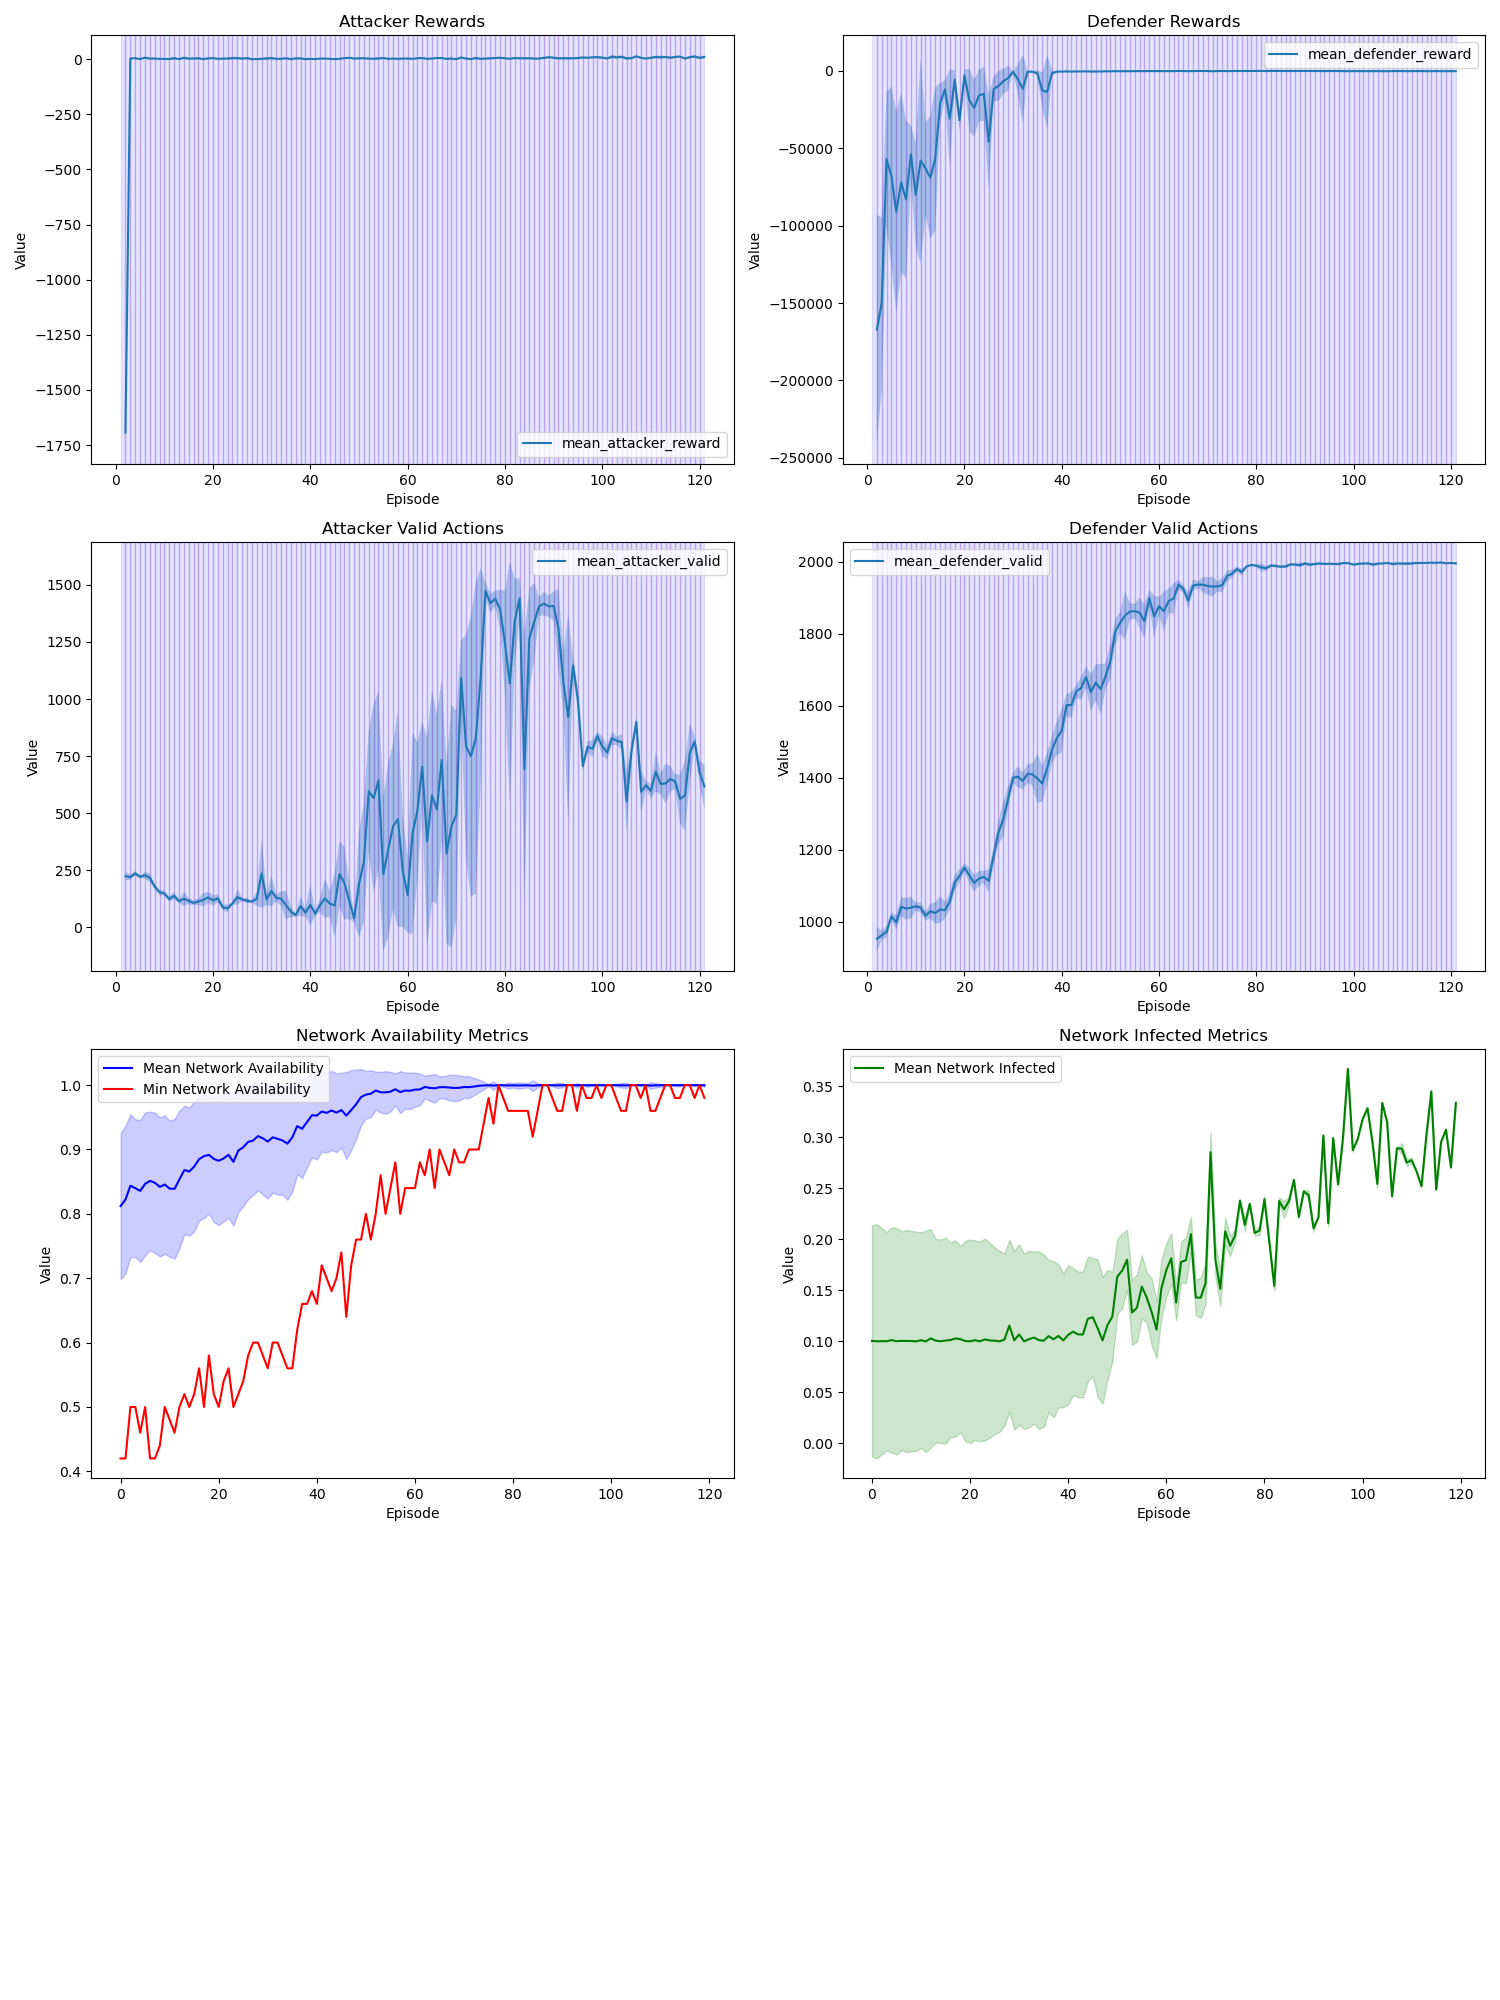 Attacker Rewards
0
−250
−500
−750
−1000
−1250
−1500
−1750
Value
mean_attacker_reward
0 20 40 60 80 100 120
Episode
Defender Rewards
mean_defender_reward
0
−50000
−100000
−150000
−200000
−250000
Value
0 20 40 60 80 100 120
Episode
Attacker Valid Actions
mean_attacker_valid
1500
1250
1000
750
500
250
0
Value
0 20 40 60 80 100 120
Episode
Defender Valid Actions
mean_defender_valid
2000
1800
1600
1400
1200
1000
Value
0 20 40 60 80 100 120
Episode
Network Availability Metrics
Mean Network Availability
Min Network Availability
1.0
0.9
0.8
0.7
0.6
0.5
0.4
Value
0 20 40 60 80 100 120
Episode
Network Infected Metrics
Mean Network Infected
0.35
0.30
0.25
0.20
0.15
0.10
0.05
0.00
Value
0 20 40 60 80 100 120
Episode